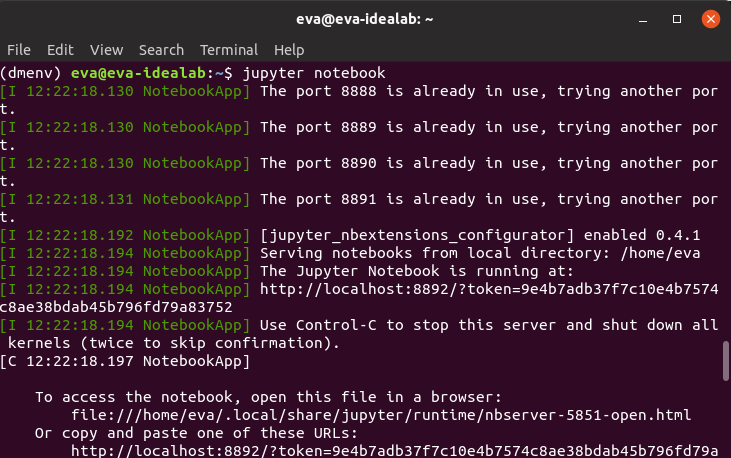 eva@eva-idealab: ~
File Edit View Search Terminal Help
(dmenv) eva@eva-idealab:~$ jupyter notebook
[I 12:22:18.130 NotebookApp] The port 8888 is already in use, trying another por
t.
[I 12:22:18.130 NotebookApp] The port 8889 is already in use, trying another por
t.
[I 12:22:18.130 NotebookApp] The port 8890 is already in use, trying another por
t.
[I 12:22:18.131 NotebookApp] The port 8891 is already in use, trying another por
t.
[I 12:22:18.192 NotebookApp] [jupyter_nbextensions_configurator] enabled 0.4.1
[I 12:22:18.194 NotebookApp] Serving notebooks from local directory: /home/eva
[I 12:22:18.194 NotebookApp] The Jupyter Notebook is running at:
[I 12:22:18.194 NotebookApp] http://localhost:8892/?token=9e4b7adb37f7c10e4b7574
c8ae38bdab45b796fd79a83752
[I 12:22:18.194 NotebookApp] Use Control-C to stop this server and shut down all
 kernels (twice to skip confirmation).
[C 12:22:18.197 NotebookApp]
    To access the notebook, open this file in a browser:
        file:///home/eva/.local/share/jupyter/runtime/nbserver-5851-open.html
    Or copy and paste one of these URLs:
        http://localhost:8892/?token=9e4b7adb37f7c10e4b7574c8ae38bdab45b796fd79a